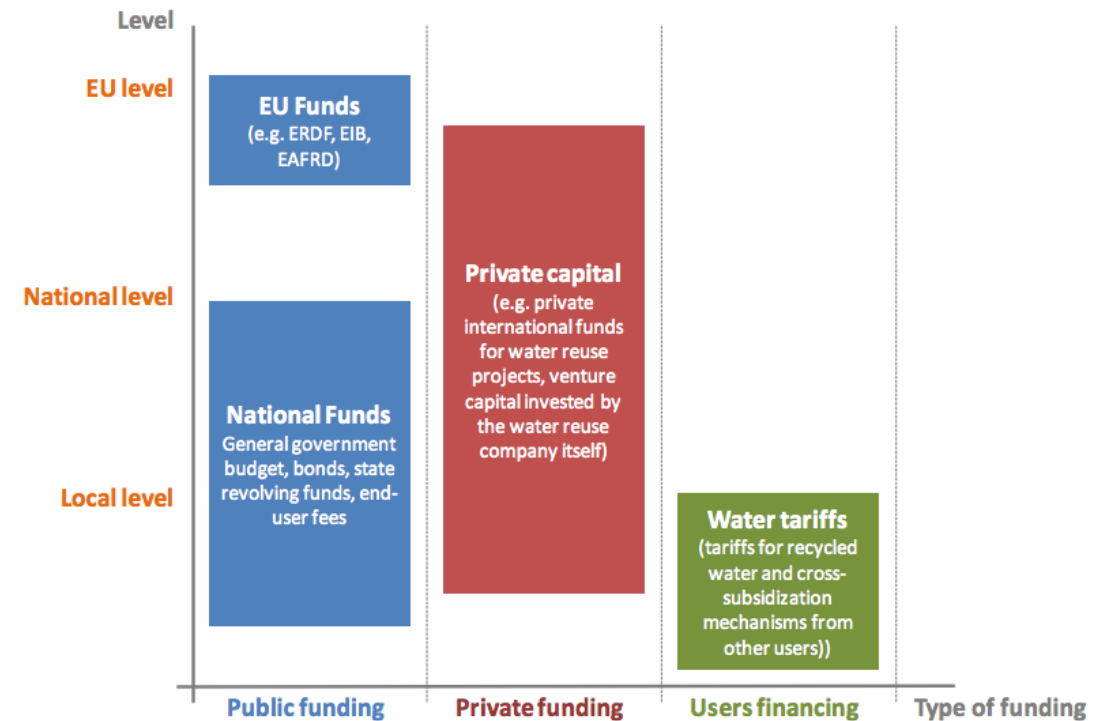 Level
EU level
EU Funds
(e.g. ERDF, EIB,
EAFRD)
National level
National Funds
General government
budget, bonds, state
revolving funds, end-
user fees
Local level
Private capital
(e.g. private
international funds
for water reuse
projects, venture
capital invested by
the water reuse
company itself)
Water tariffs
(tariffs for recycled
water and cross-
subsidization
mechanisms from
other users))
Public funding
Private funding
Users financing
Type of funding